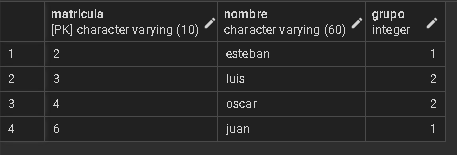 matricula nombre grupo
[PK] character varying (10) character varying (60) integer
1 2 esteban 1
2 3 luis 2
3 4 oscar 2
4 6 juan 1